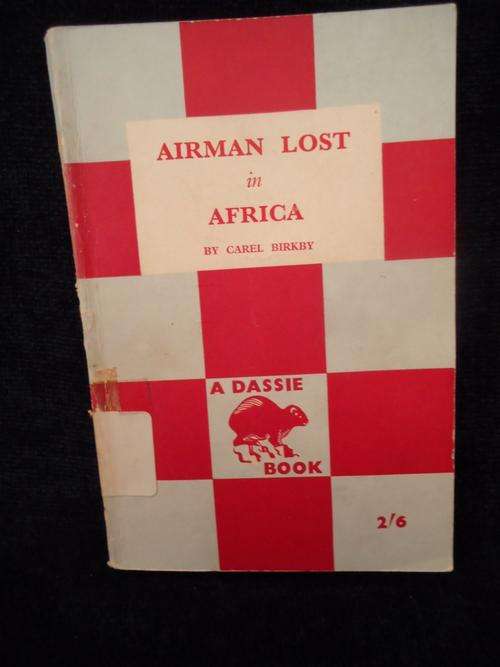 AIRMAN LOST
in
AFRICA
BY CAREL BIRKBY
A DASSIE
BOOK
2/6